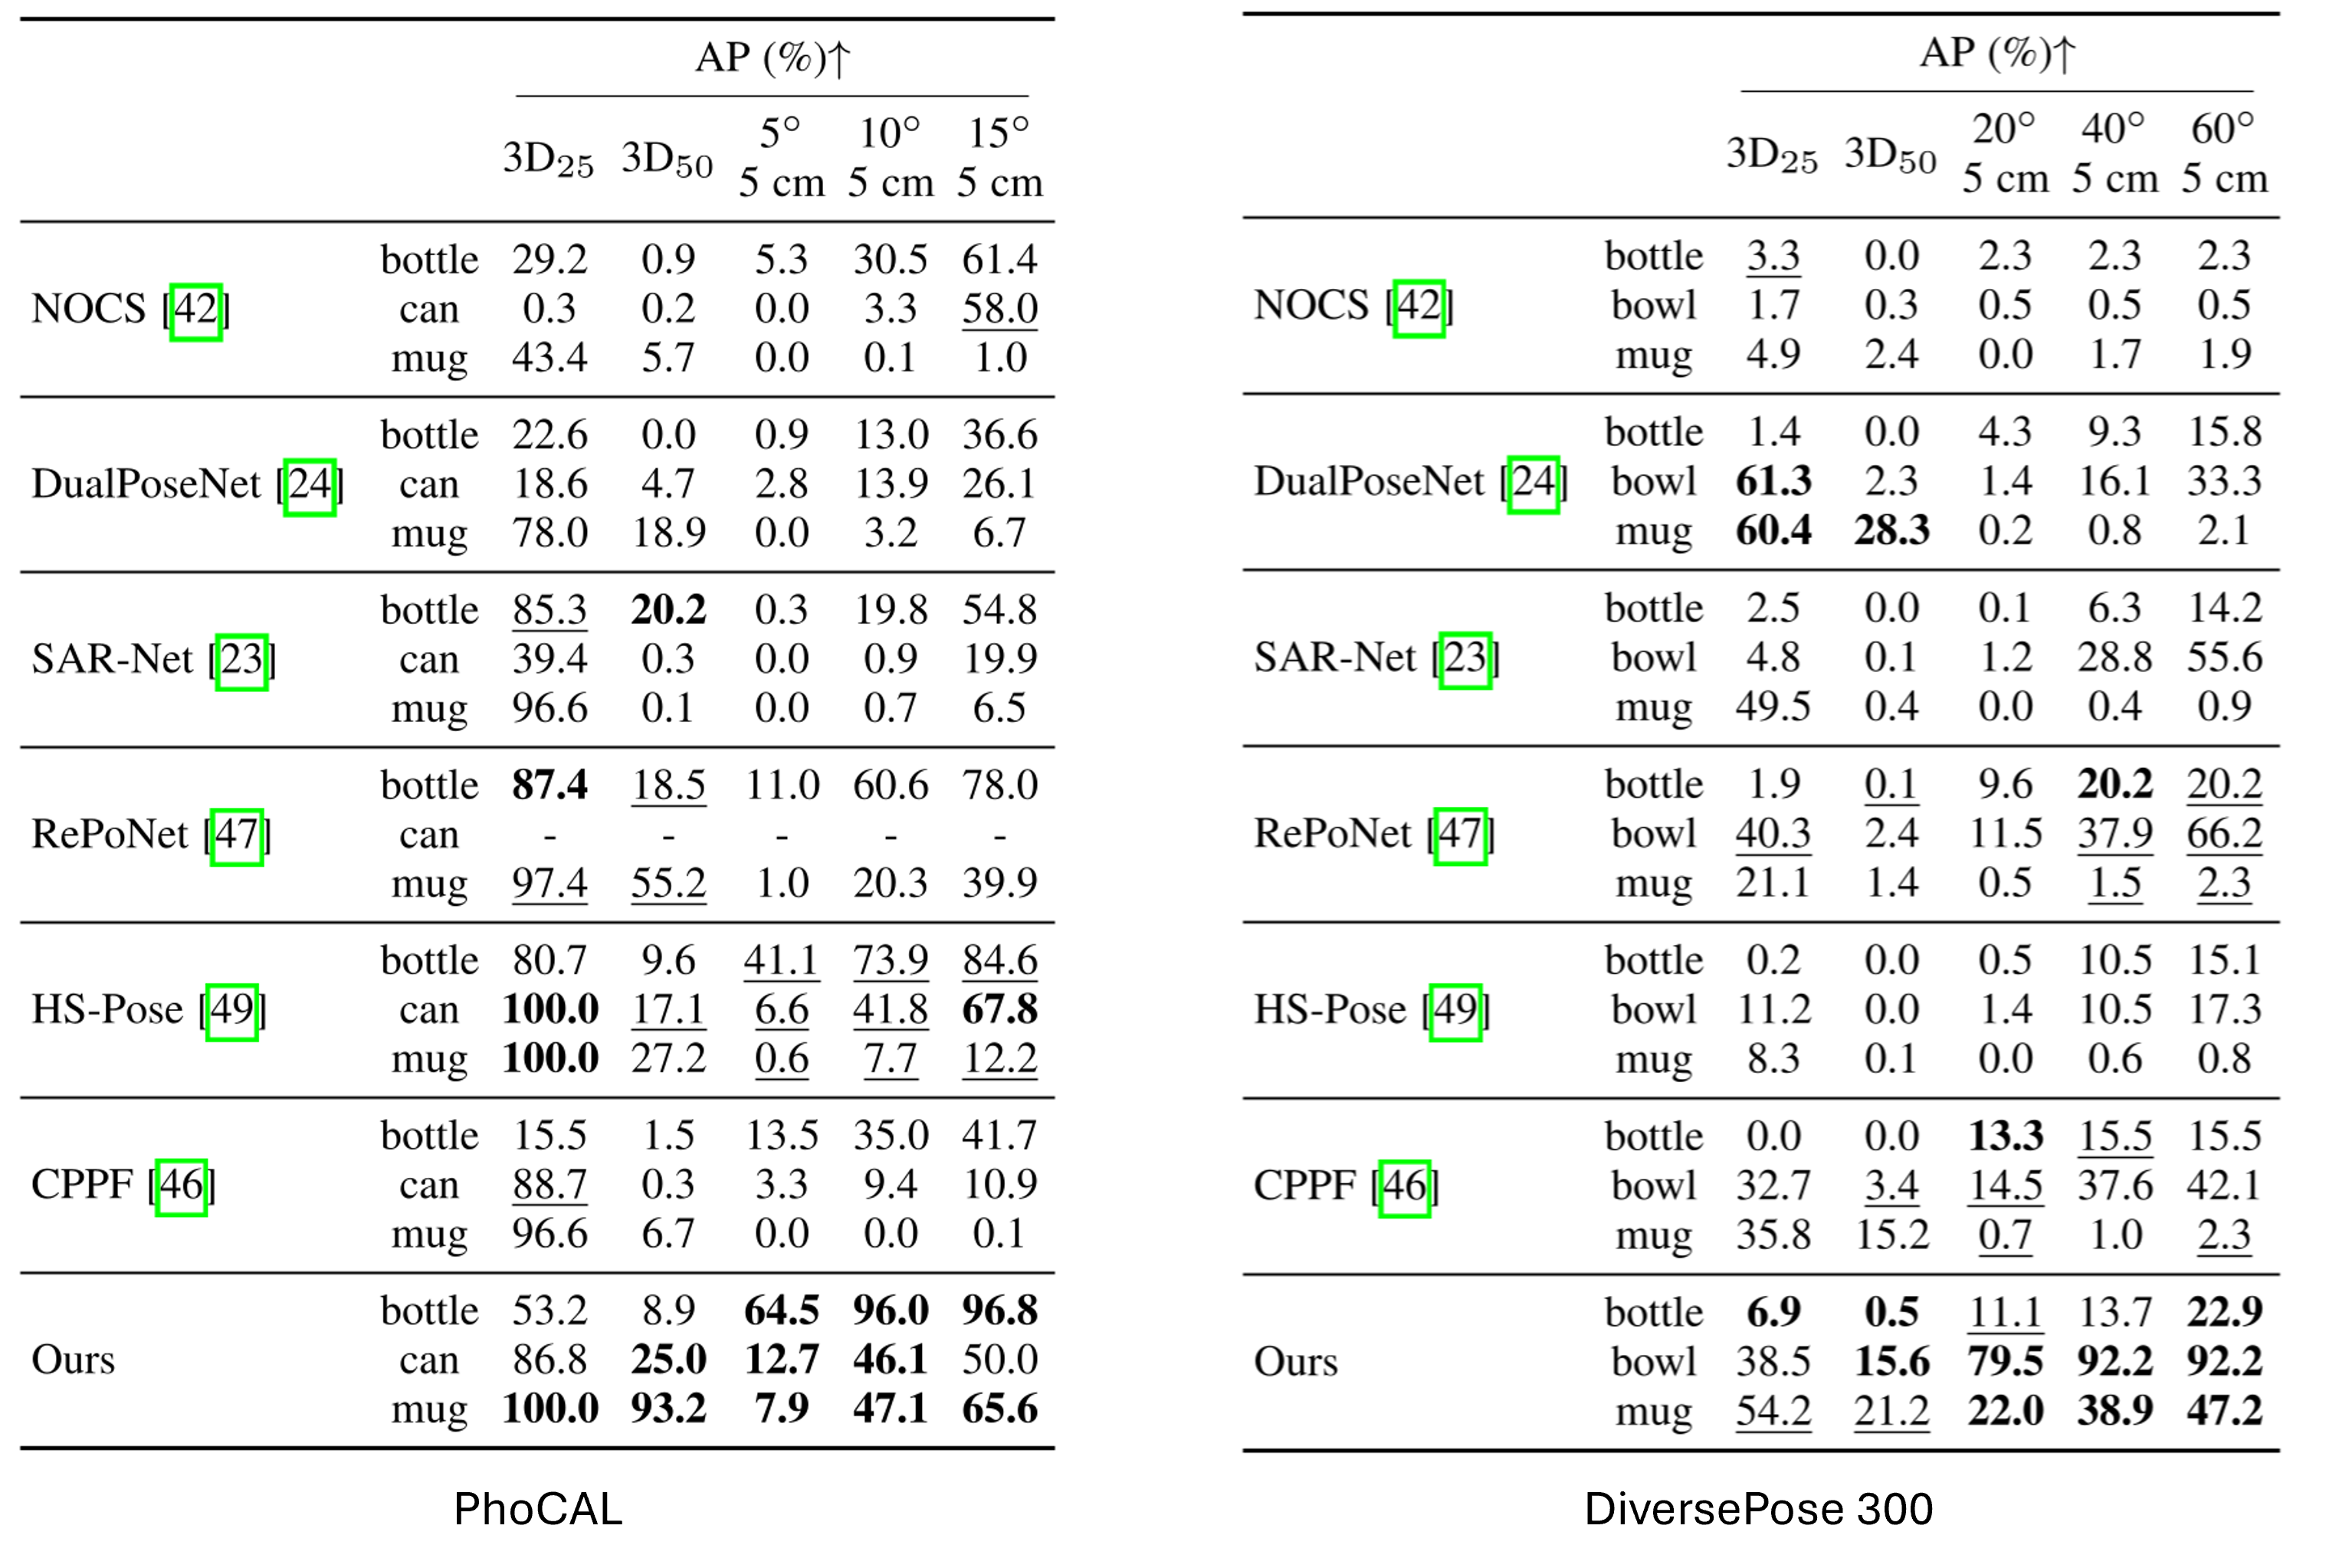 AP (%)↑
3D25 3D50 5° 5 cm 10° 5 cm 15° 5 cm
NOCS [42]
bottle 29.2 0.9 5.3 30.5 61.4
can 0.3 0.2 0.0 3.3 58.0
mug 43.4 5.7 0.0 0.1 1.0
DualPoseNet [24]
bottle 22.6 0.0 0.9 13.0 36.6
can 18.6 4.7 2.8 13.9 26.1
mug 78.0 18.9 0.0 3.2 6.7
SAR-Net [23]
bottle 85.3 20.2 0.3 19.8 54.8
can 39.4 0.3 0.0 0.9 19.9
mug 96.6 0.1 0.0 0.7 6.5
RePoNet [47]
bottle 87.4 18.5 11.0 60.6 78.0
can - - - - -
mug 97.4 55.2 1.0 20.3 39.9
HS-Pose [49]
bottle 80.7 9.6 41.1 73.9 84.6
can 100.0 17.1 6.6 41.8 67.8
mug 100.0 27.2 0.6 7.7 12.2
CPPF [46]
bottle 15.5 1.5 13.5 35.0 41.7
can 88.7 0.3 3.3 9.4 10.9
mug 96.6 6.7 0.0 0.0 0.1
Ours
bottle 53.2 8.9 64.5 96.0 96.8
can 86.8 25.0 12.7 46.1 50.0
mug 100.0 93.2 7.9 47.1 65.6
PhoCAL
AP (%)↑
3D25 3D50 20° 5 cm 40° 5 cm 60° 5 cm
NOCS [42]
bottle 3.3 0.0 2.3 2.3 2.3
bowl 1.7 0.3 0.5 0.5 0.5
mug 4.9 2.4 0.0 1.7 1.9
DualPoseNet [24]
bottle 1.4 0.0 4.3 9.3 15.8
bowl 61.3 2.3 1.4 16.1 33.3
mug 60.4 28.3 0.2 0.8 2.1
SAR-Net [23]
bottle 2.5 0.0 0.1 6.3 14.2
bowl 4.8 0.1 1.2 28.8 55.6
mug 49.5 0.4 0.0 0.4 0.9
RePoNet [47]
bottle 1.9 0.1 9.6 20.2 20.2
bowl 40.3 2.4 11.5 37.9 66.2
mug 21.1 1.4 0.5 1.5 2.3
HS-Pose [49]
bottle 0.2 0.0 0.5 10.5 15.1
bowl 11.2 0.0 1.4 10.5 17.3
mug 8.3 0.1 0.0 0.6 0.8
CPPF [46]
bottle 0.0 0.0 13.3 15.5 15.5
bowl 32.7 3.4 14.5 37.6 42.1
mug 35.8 15.2 0.7 1.0 2.3
Ours
bottle 6.9 0.5 11.1 13.7 22.9
bowl 38.5 15.6 79.5 92.2 92.2
mug 54.2 21.2 22.0 38.9 47.2
DiversePose 300